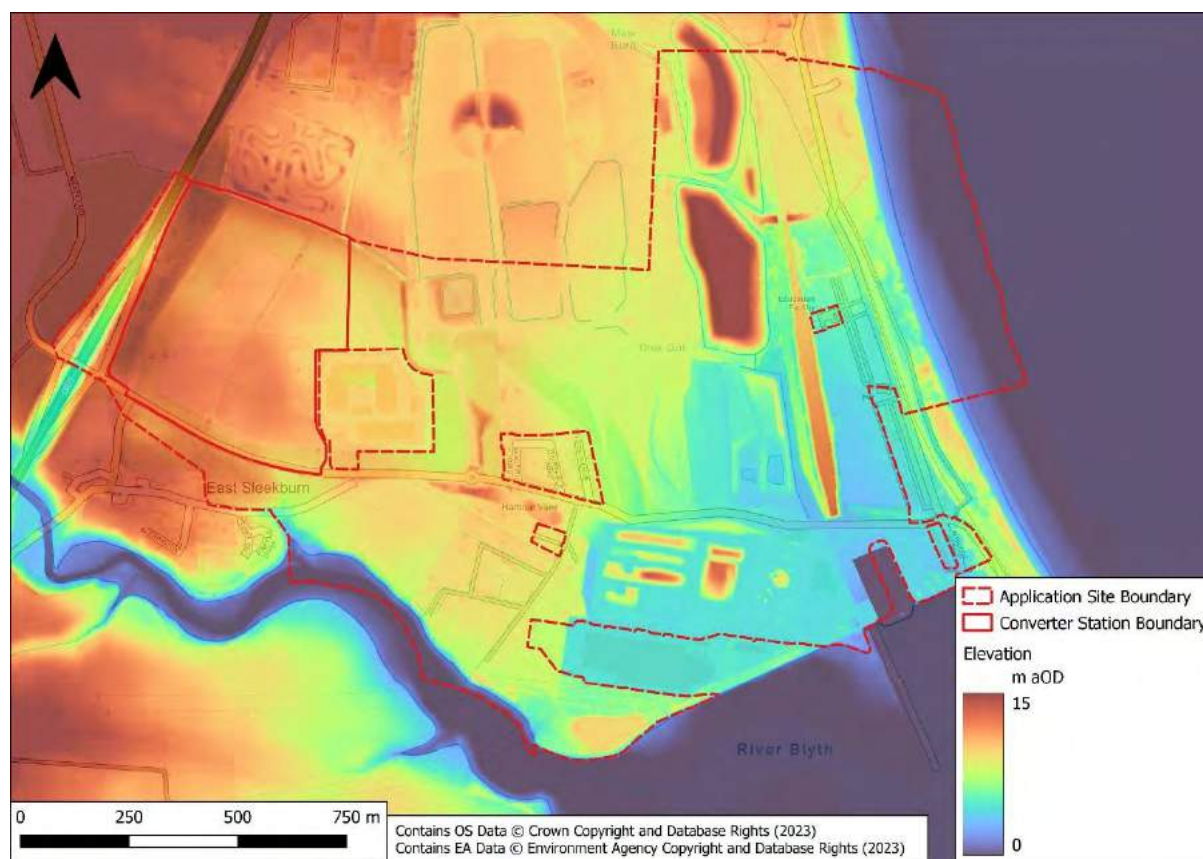 East Sleekburn
River Blyth
Application Site Boundary
Converter Station Boundary
Elevation
m aOD
15
0
0 250 500 750 m
Contains OS Data © Crown Copyright and Database Rights (2023)
Contains EA Data © Environment Agency Copyright and Database Rights (2023)